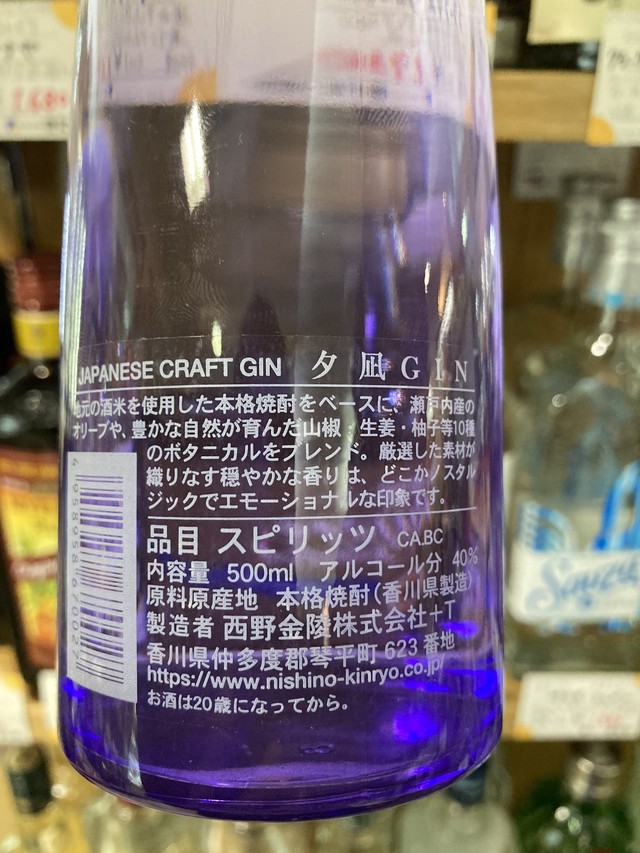 JAPANESE CRAFT GIN 夕凪GIN
地元の酒米を使用した本格焼酎をベースに、瀬戸内産の
オリーブや、豊かな自然が育んだ山椒・生姜・柚子等10種
のボタニカルをブレンド。厳選した素材が
織りなす穏やかな香りは、どこかノスタル
ジックでエモーショナルな印象です。
品目 スピリッツ CA.BC
内容量 500ml アルコール分 40%
原料原産地 本格焼酎(香川県製造)
製造者 西野金陵株式会社+T
香川県仲多度郡琴平町 623 番地
https://www.nishino-kinryo.co.jp/
お酒は20歳になってから。
4 958958 670027